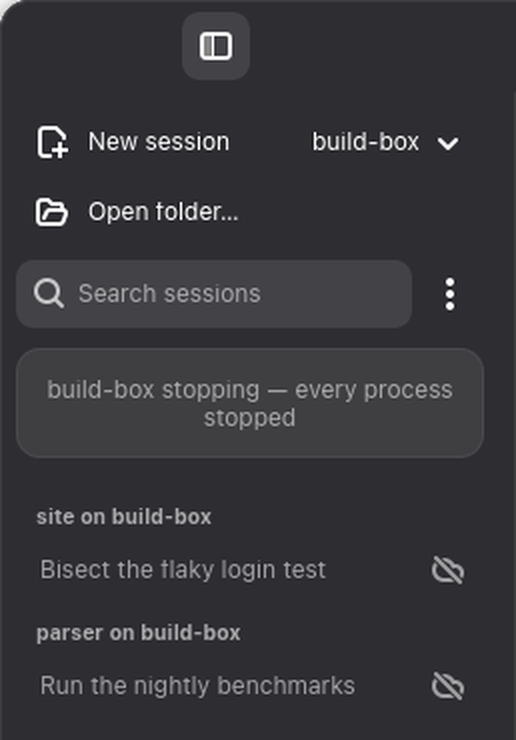 New session
build-box
Open folder...
Search sessions
build-box stopping — every process
stopped
site on build-box
Bisect the flaky login test
parser on build-box
Run the nightly benchmarks